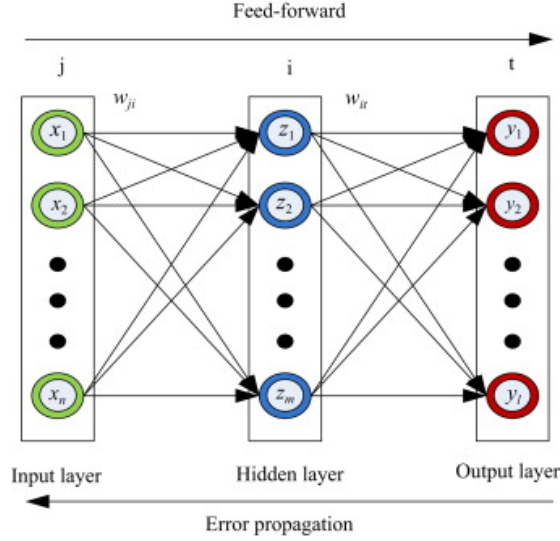 Feed-forward
j i t
w_ji w_it
x_1 z_1 y_1
x_2 z_2 y_2
x_n z_m y_l
Input layer Hidden layer Output layer
Error propagation